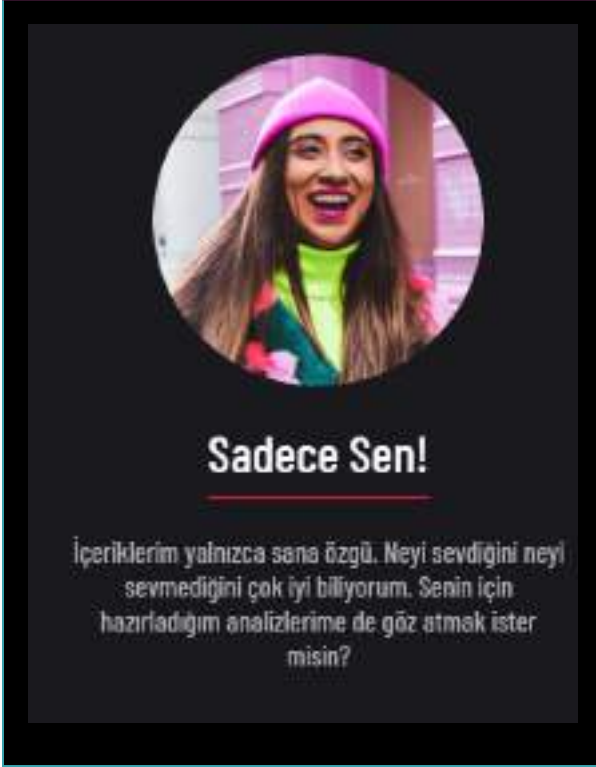 Sadece Sen!
İçeriklerim yalnızca sana özgü. Neyi sevdiğini neyi
sevmediğini çok iyi biliyorum. Senin için
hazırladığım analizlerime de göz atmak ister
misin?